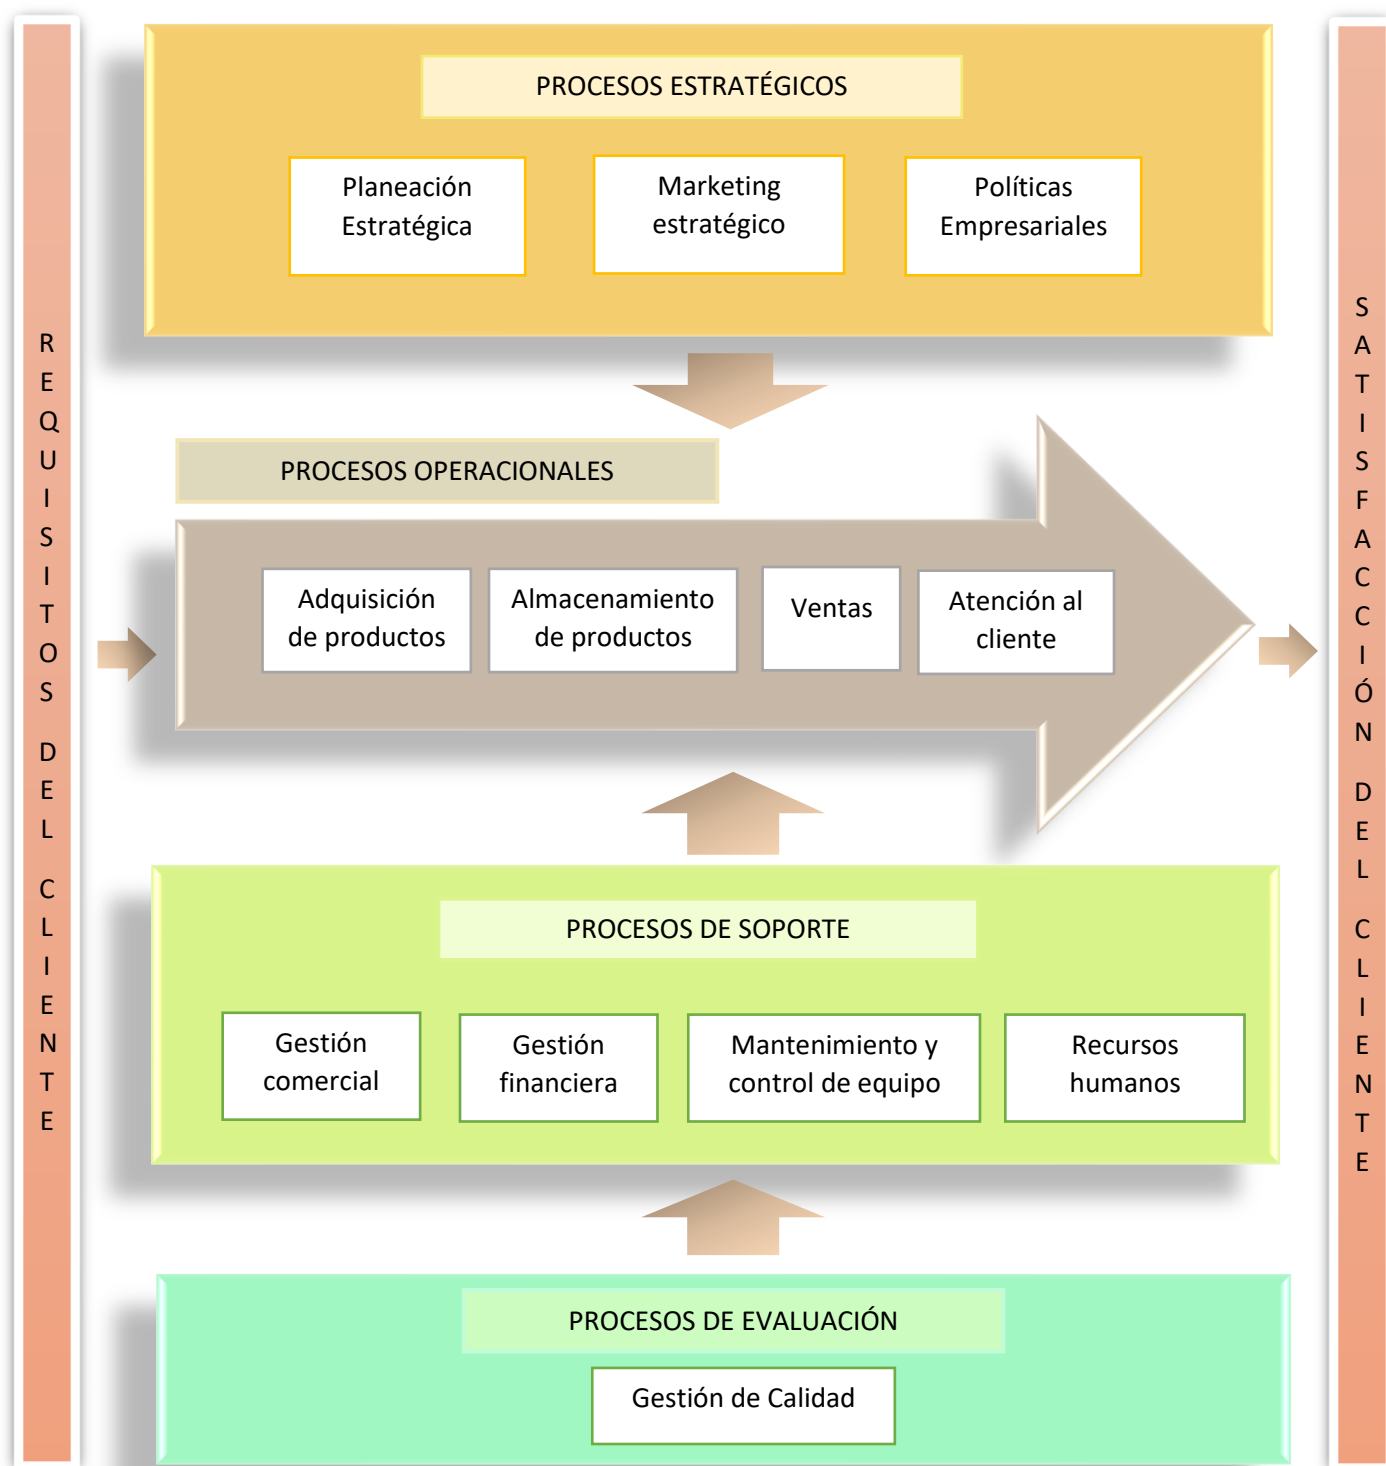 PROCESOS ESTRATÉGICOS
Planeación
Estratégica
Marketing
estratégico
Políticas
Empresariales
REQUISITOS DEL CLIENTE
PROCESOS OPERACIONALES
Adquisición
de productos
Almacenamiento
de productos
Ventas
Atención al
cliente
SATISFACCIÓN DEL CLIENTE
PROCESOS DE SOPORTE
Gestión
comercial
Gestión
financiera
Mantenimiento y
control de equipo
Recursos
humanos
PROCESOS DE EVALUACIÓN
Gestión de Calidad